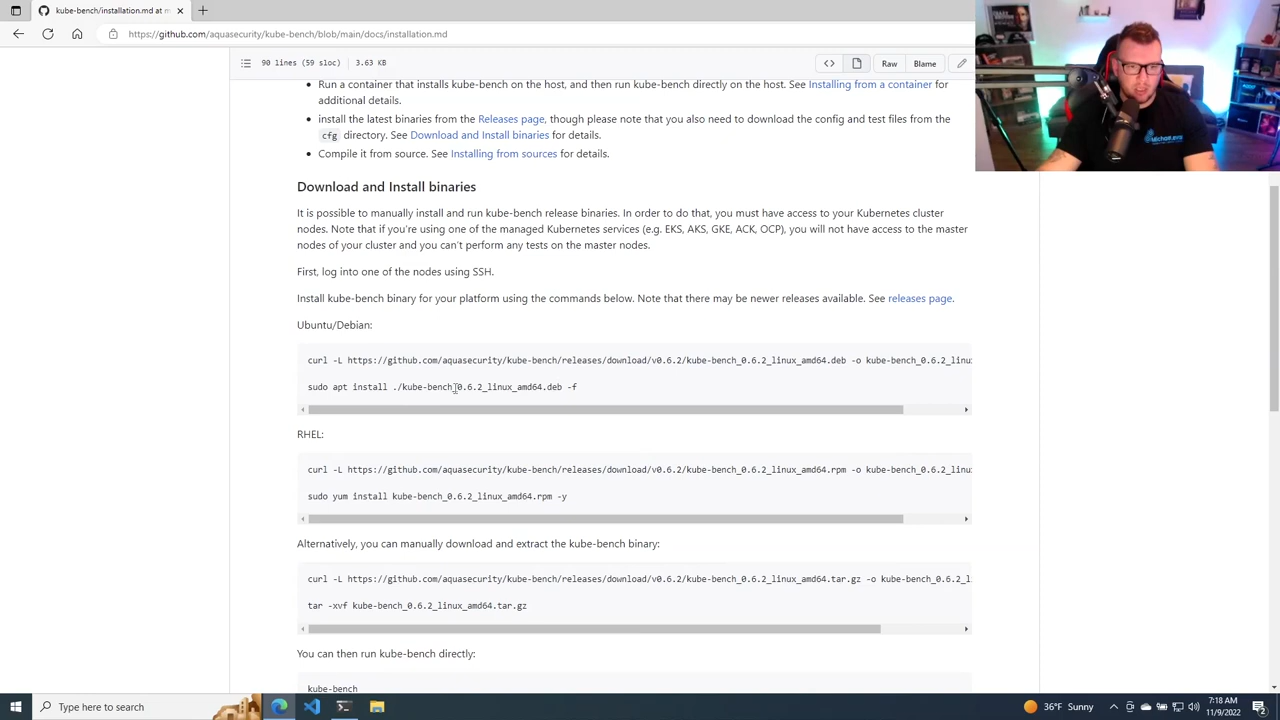 kube-bench/installation.md at m
https://github.com/aquasecurity/kube-bench/blob/main/docs/installation.md
90 lines (59 sloc) 3.63 KB
Raw
Blame
Run a container that installs kube-bench on the host, and then run kube-bench directly on the host. See Installing from a container for
additional details.
install the latest binaries from the Releases page, though please note that you also need to download the config and test files from the
cfg directory. See Download and Install binaries for details.
Compile it from source. See Installing from sources for details.
Download and Install binaries
It is possible to manually install and run kube-bench release binaries. In order to do that, you must have access to your Kubernetes cluster
nodes. Note that if you're using one of the managed Kubernetes services (e.g. EKS, AKS, GKE, ACK, OCP), you will not have access to the master
nodes of your cluster and you can't perform any tests on the master nodes.
First, log into one of the nodes using SSH.
Install kube-bench binary for your platform using the commands below. Note that there may be newer releases available. See releases page.
Ubuntu/Debian:
curl -L https://github.com/aquasecurity/kube-bench/releases/download/v0.6.2/kube-bench_0.6.2_linux_amd64.deb -o kube-bench_0.6.2_linu
sudo apt install ./kube-bench_0.6.2_linux_amd64.deb -f
RHEL:
curl -L https://github.com/aquasecurity/kube-bench/releases/download/v0.6.2/kube-bench_0.6.2_linux_amd64.rpm -o kube-bench_0.6.2_linu
sudo yum install kube-bench_0.6.2_linux_amd64.rpm -y
Alternatively, you can manually download and extract the kube-bench binary:
curl -L https://github.com/aquasecurity/kube-bench/releases/download/v0.6.2/kube-bench_0.6.2_linux_amd64.tar.gz -o kube-bench_0.6.2_l
tar -xvf kube-bench_0.6.2_linux_amd64.tar.gz
You can then run kube-bench directly:
kube-bench
Type here to search
36°F Sunny
7:18 AM
11/9/2022
2